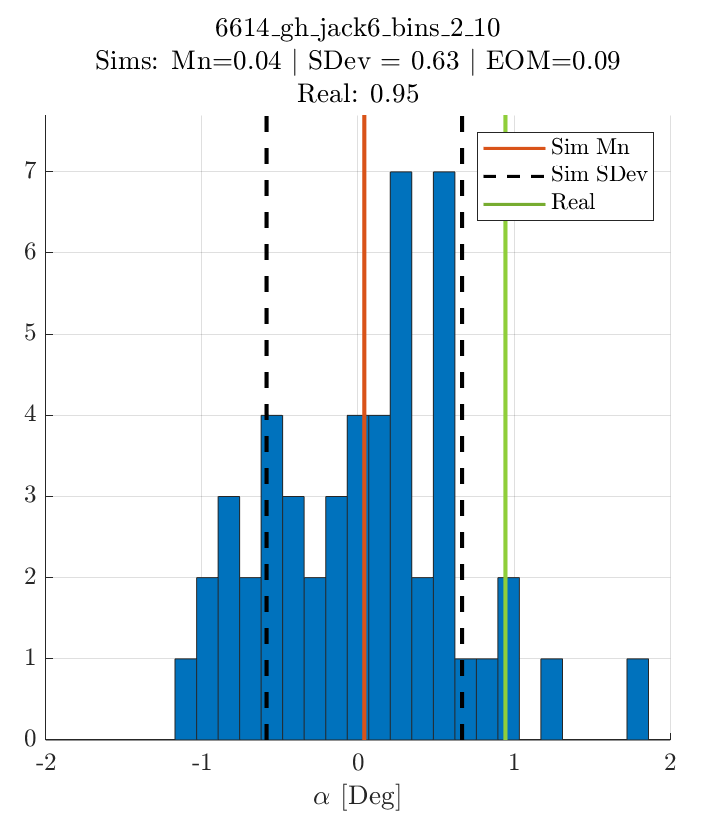 6614_gh_jack6_bins_2_10
Sims: Mn=0.04 | SDev = 0.63 | EOM=0.09
Real: 0.95
Sim Mn
Sim SDev
Real
7
6
5
4
3
2
1
0
-2
-1
0
1
2
α [Deg]